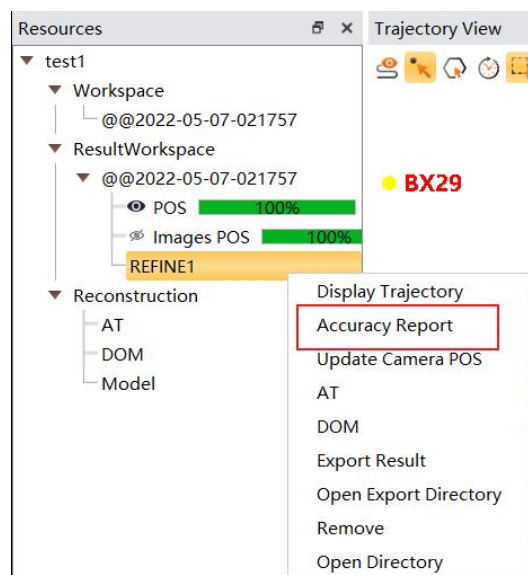 Resources
Trajectory View
test1
Workspace
@@2022-05-07-021757
ResultWorkspace
@@2022-05-07-021757
POS 100%
Images POS 100%
REFINE1
Reconstruction
AT
DOM
Model
BX29
Display Trajectory
Accuracy Report
Update Camera POS
AT
DOM
Export Result
Open Export Directory
Remove
Open Directory